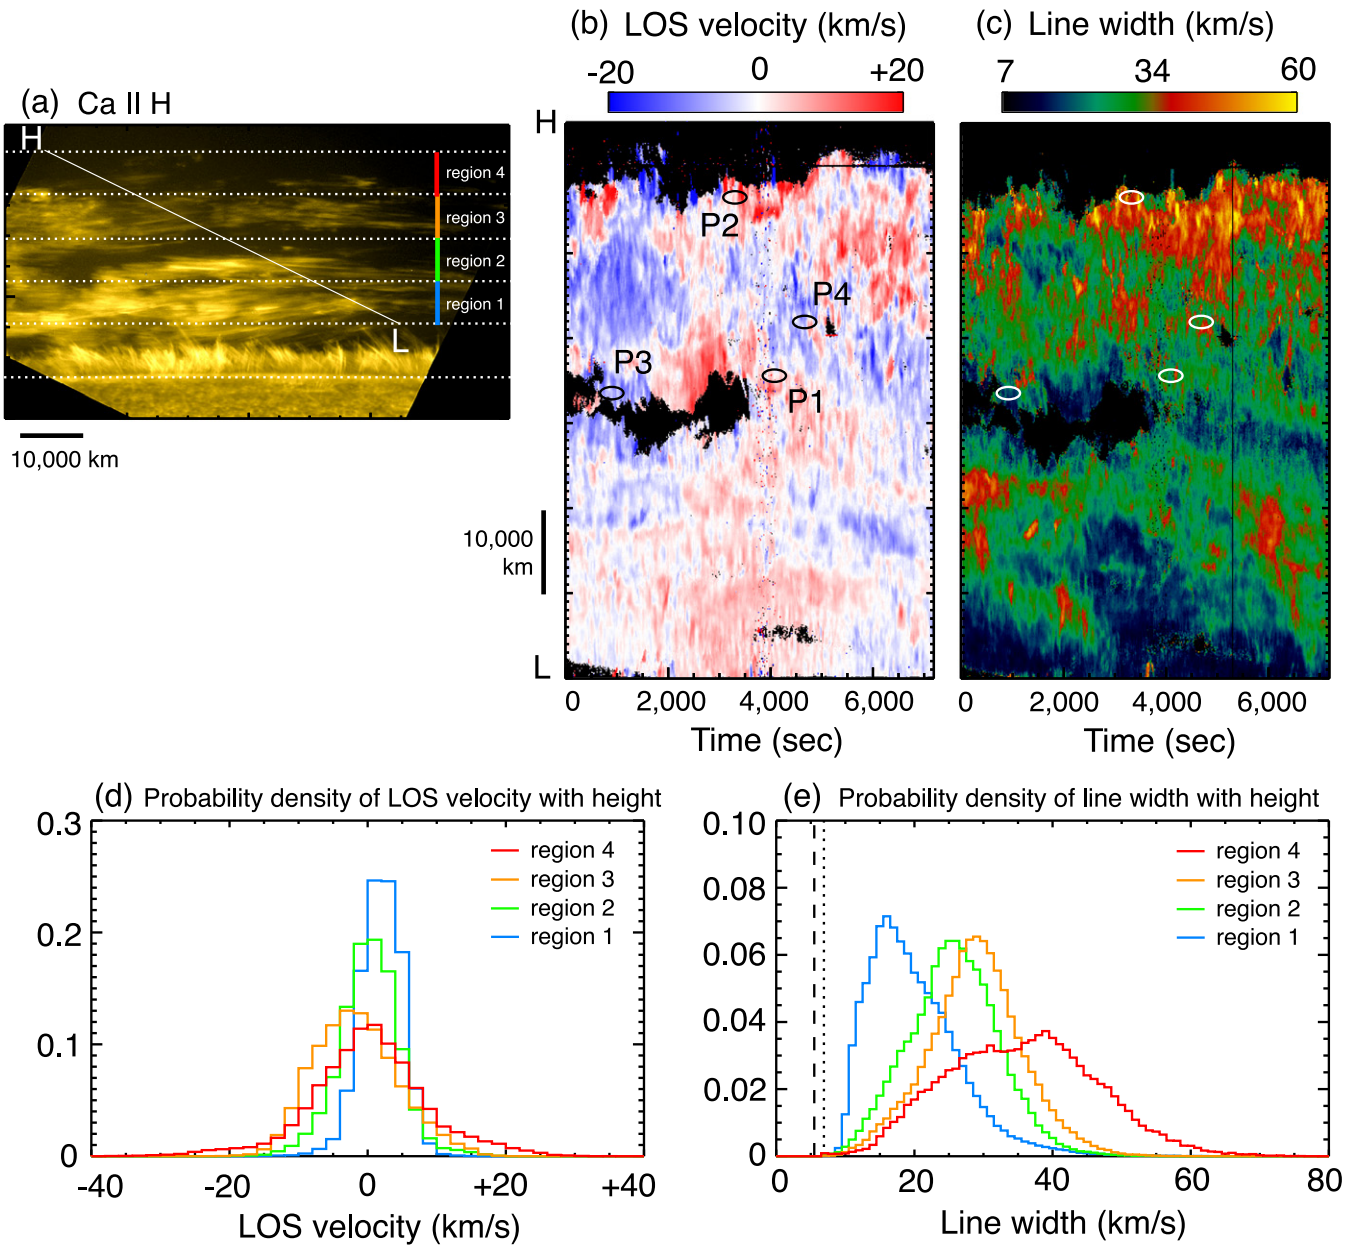 (a) Ca II H
H
region 4
region 3
region 2
region 1
L
10,000 km
(b) LOS velocity (km/s)
-20 0 +20
H
P2
P4
P3
P1
10,000
km
L
0 2,000 4,000 6,000
Time (sec)
(c) Line width (km/s)
7 34 60
0 2,000 4,000 6,000
Time (sec)
(d) Probability density of LOS velocity with height
0.3
0.2
0.1
0
region 4
region 3
region 2
region 1
-40 -20 0 +20 +40
LOS velocity (km/s)
(e) Probability density of line width with height
0.10
0.08
0.06
0.04
0.02
0.00
region 4
region 3
region 2
region 1
0 20 40 60 80
Line width (km/s)